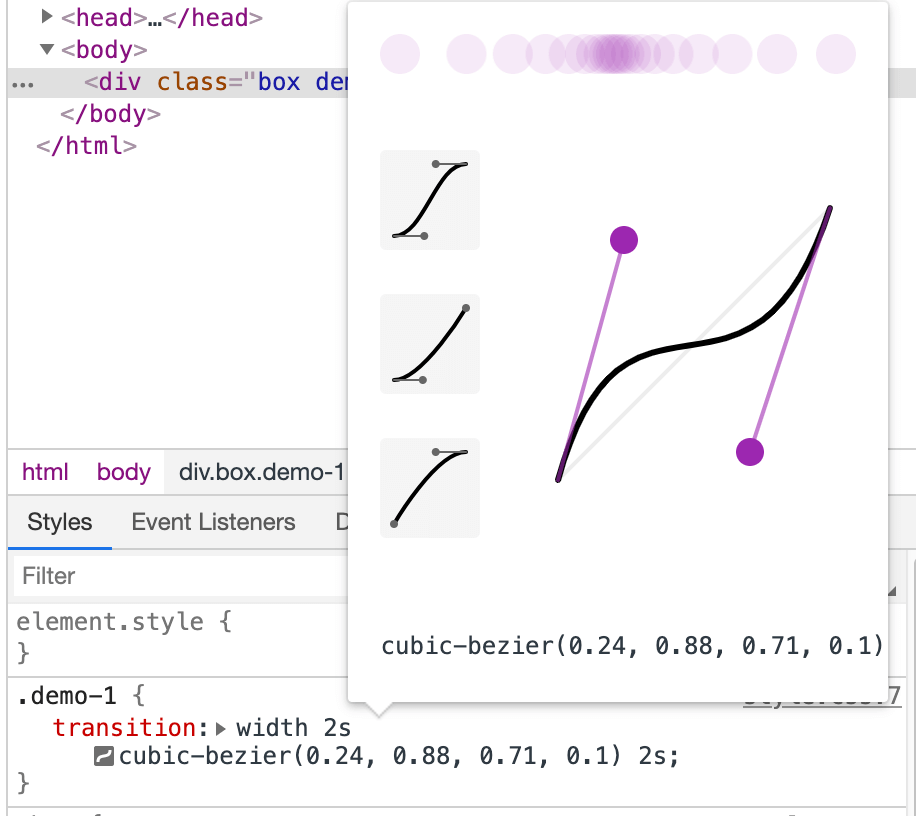 <head>…</head>
<body>
<div class="box dem
</body>
</html>
html body div.box.demo-1
Styles Event Listeners
Filter
element.style {
}
cubic-bezier(0.24, 0.88, 0.71, 0.1)
.demo-1 {
transition: width 2s
cubic-bezier(0.24, 0.88, 0.71, 0.1) 2s;
}